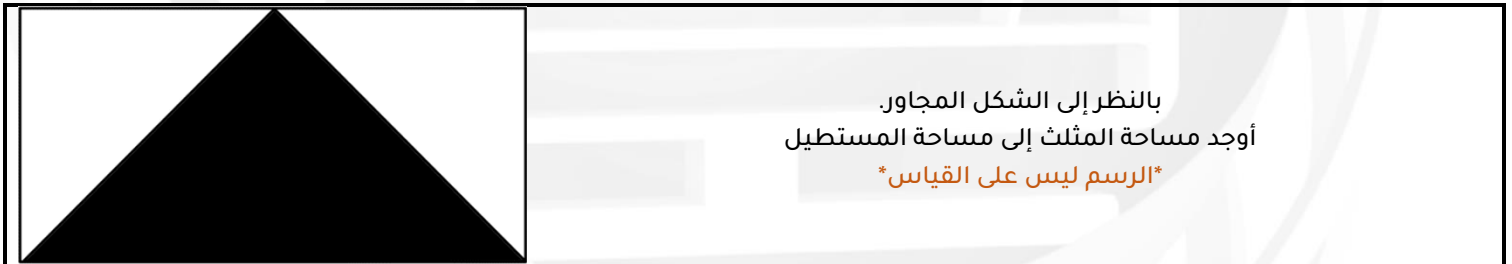 بالنظر إلى الشكل المجاور.
أوجد مساحة المثلث إلى مساحة المستطيل
*الرسم ليس على القياس*